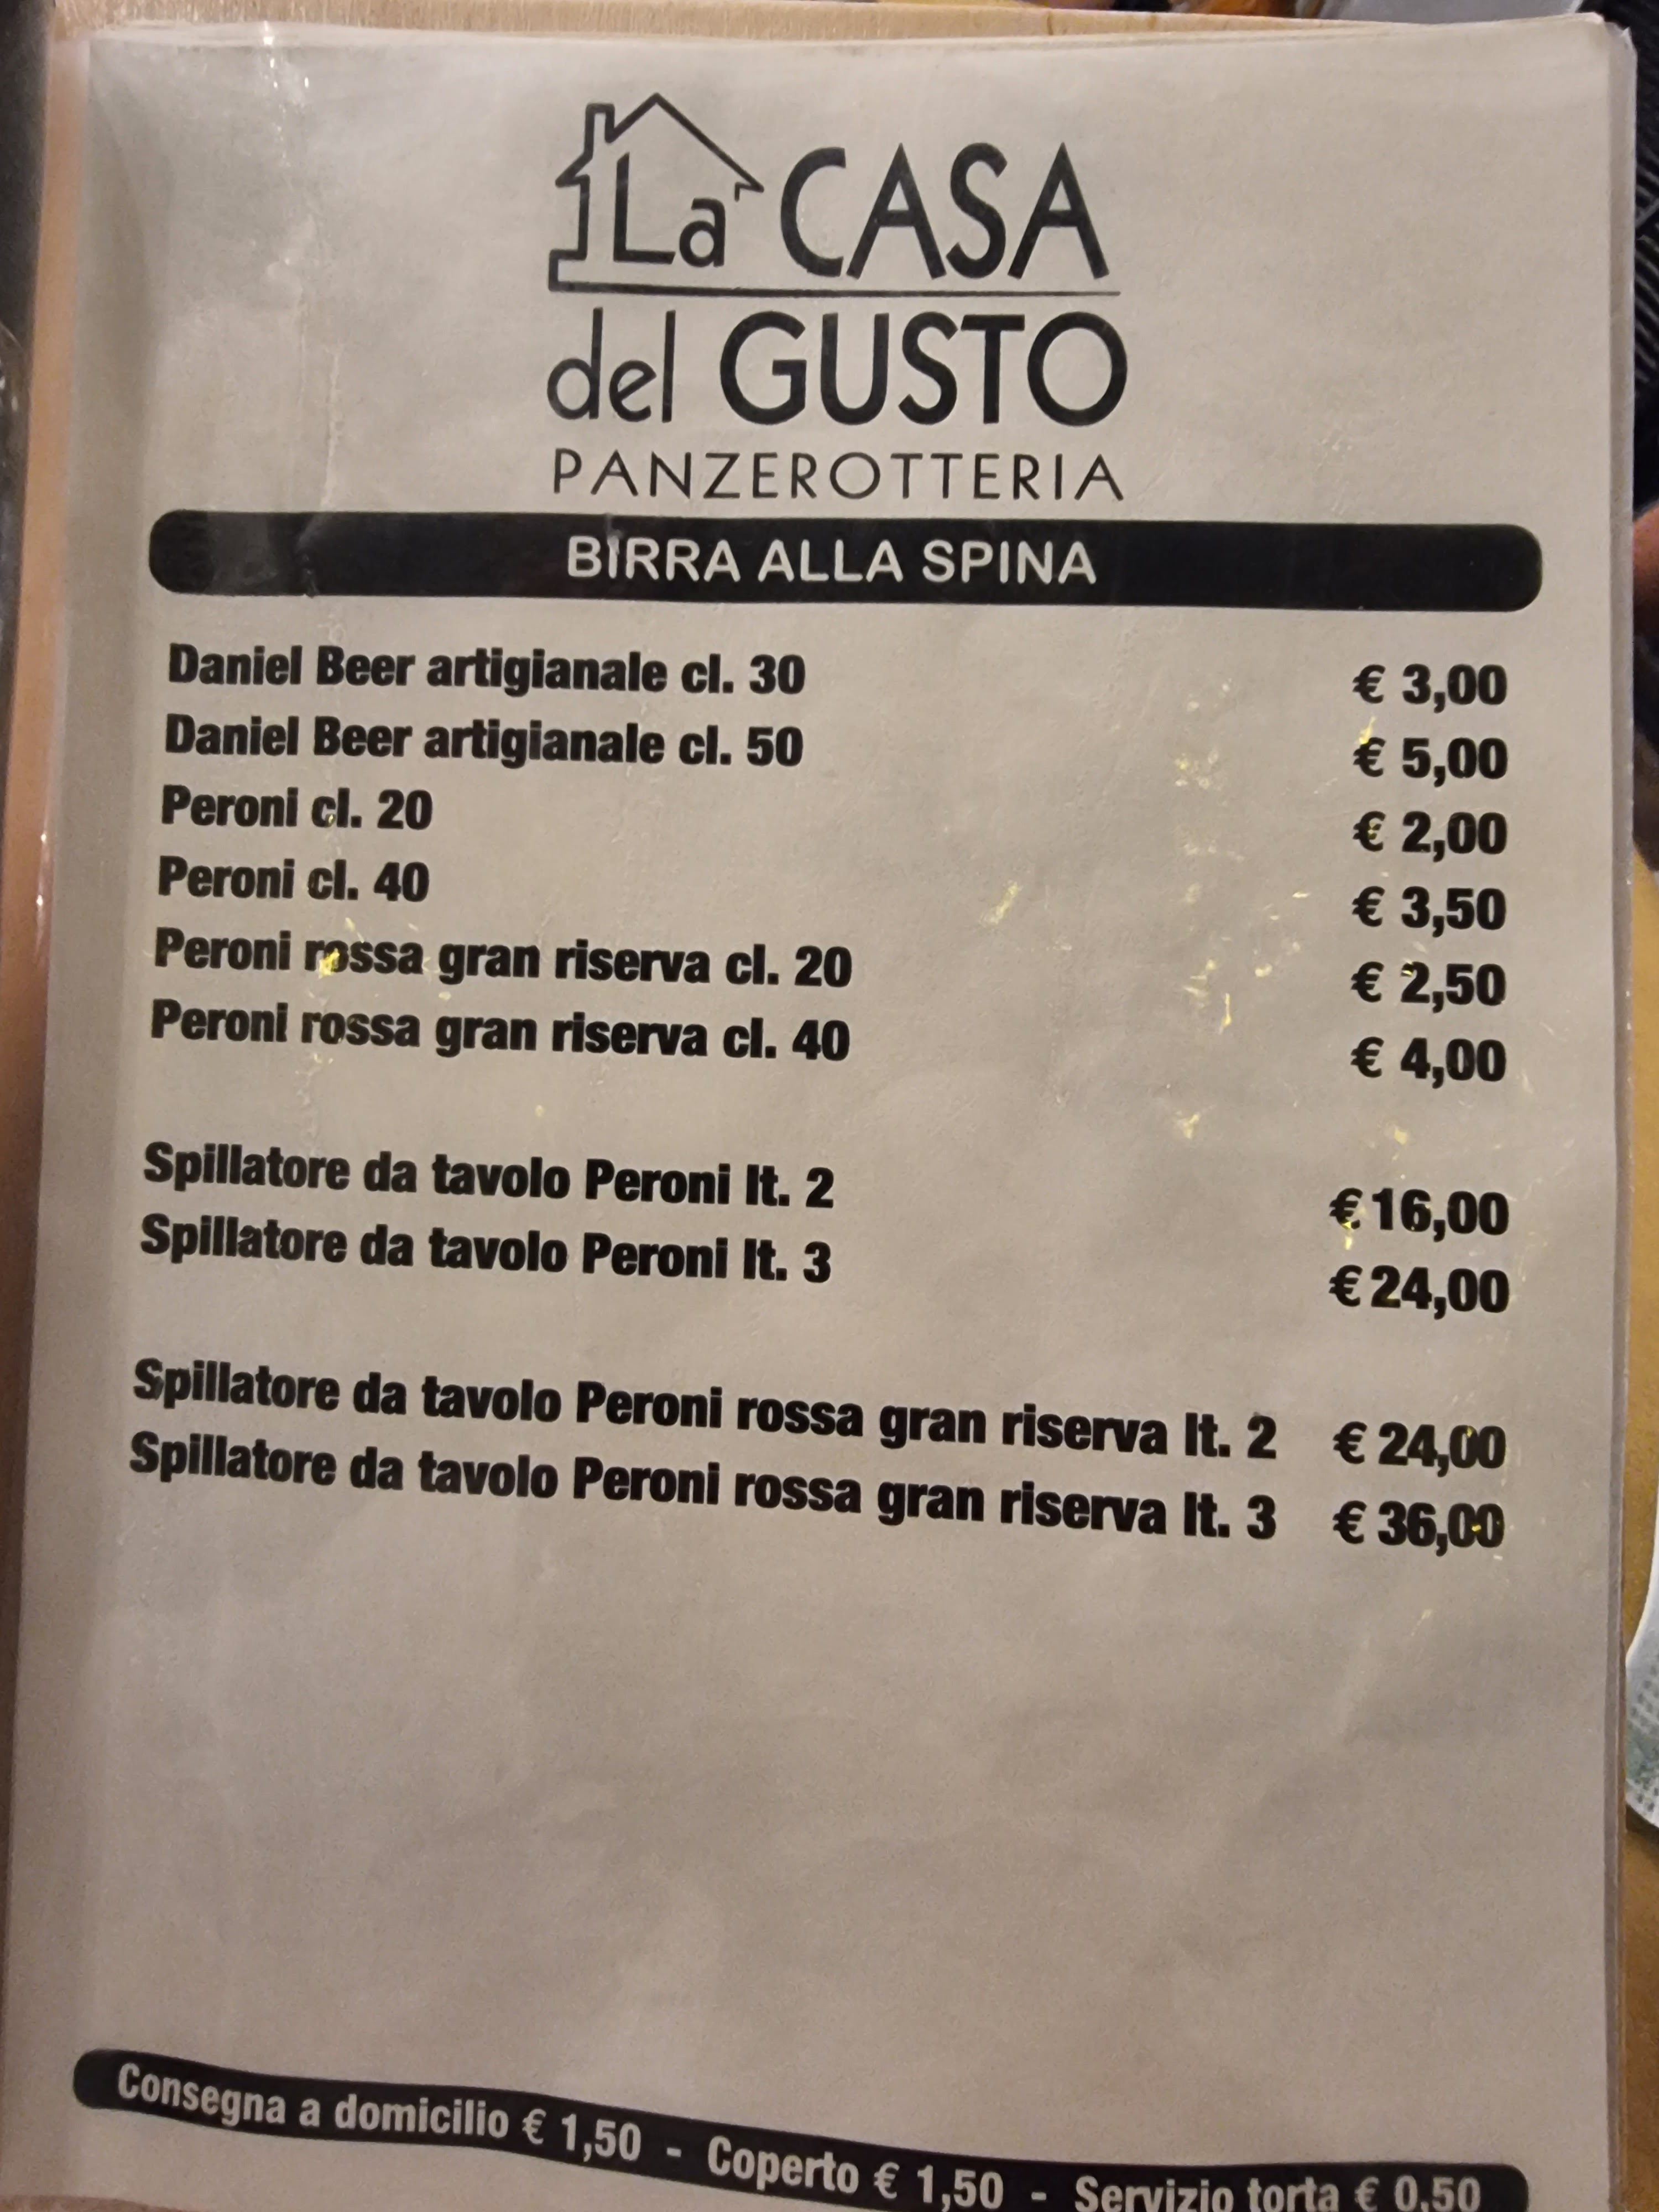 La CASA
del GUSTO
PANZEROTTERIA
BIRRA ALLA SPINA
Daniel Beer artigianale cl. 30 € 3,00
Daniel Beer artigianale cl. 50 € 5,00
Peroni cl. 20 € 2,00
Peroni cl. 40 € 3,50
Peroni rossa gran riserva cl. 20 € 2,50
Peroni rossa gran riserva cl. 40 € 4,00
Spillatore da tavolo Peroni lt. 2 € 16,00
Spillatore da tavolo Peroni lt. 3 € 24,00
Spillatore da tavolo Peroni rossa gran riserva lt. 2 € 24,00
Spillatore da tavolo Peroni rossa gran riserva lt. 3 € 36,00
Consegna a domicilio € 1,50 - Coperto € 1,50 - Servizio torta € 0,50